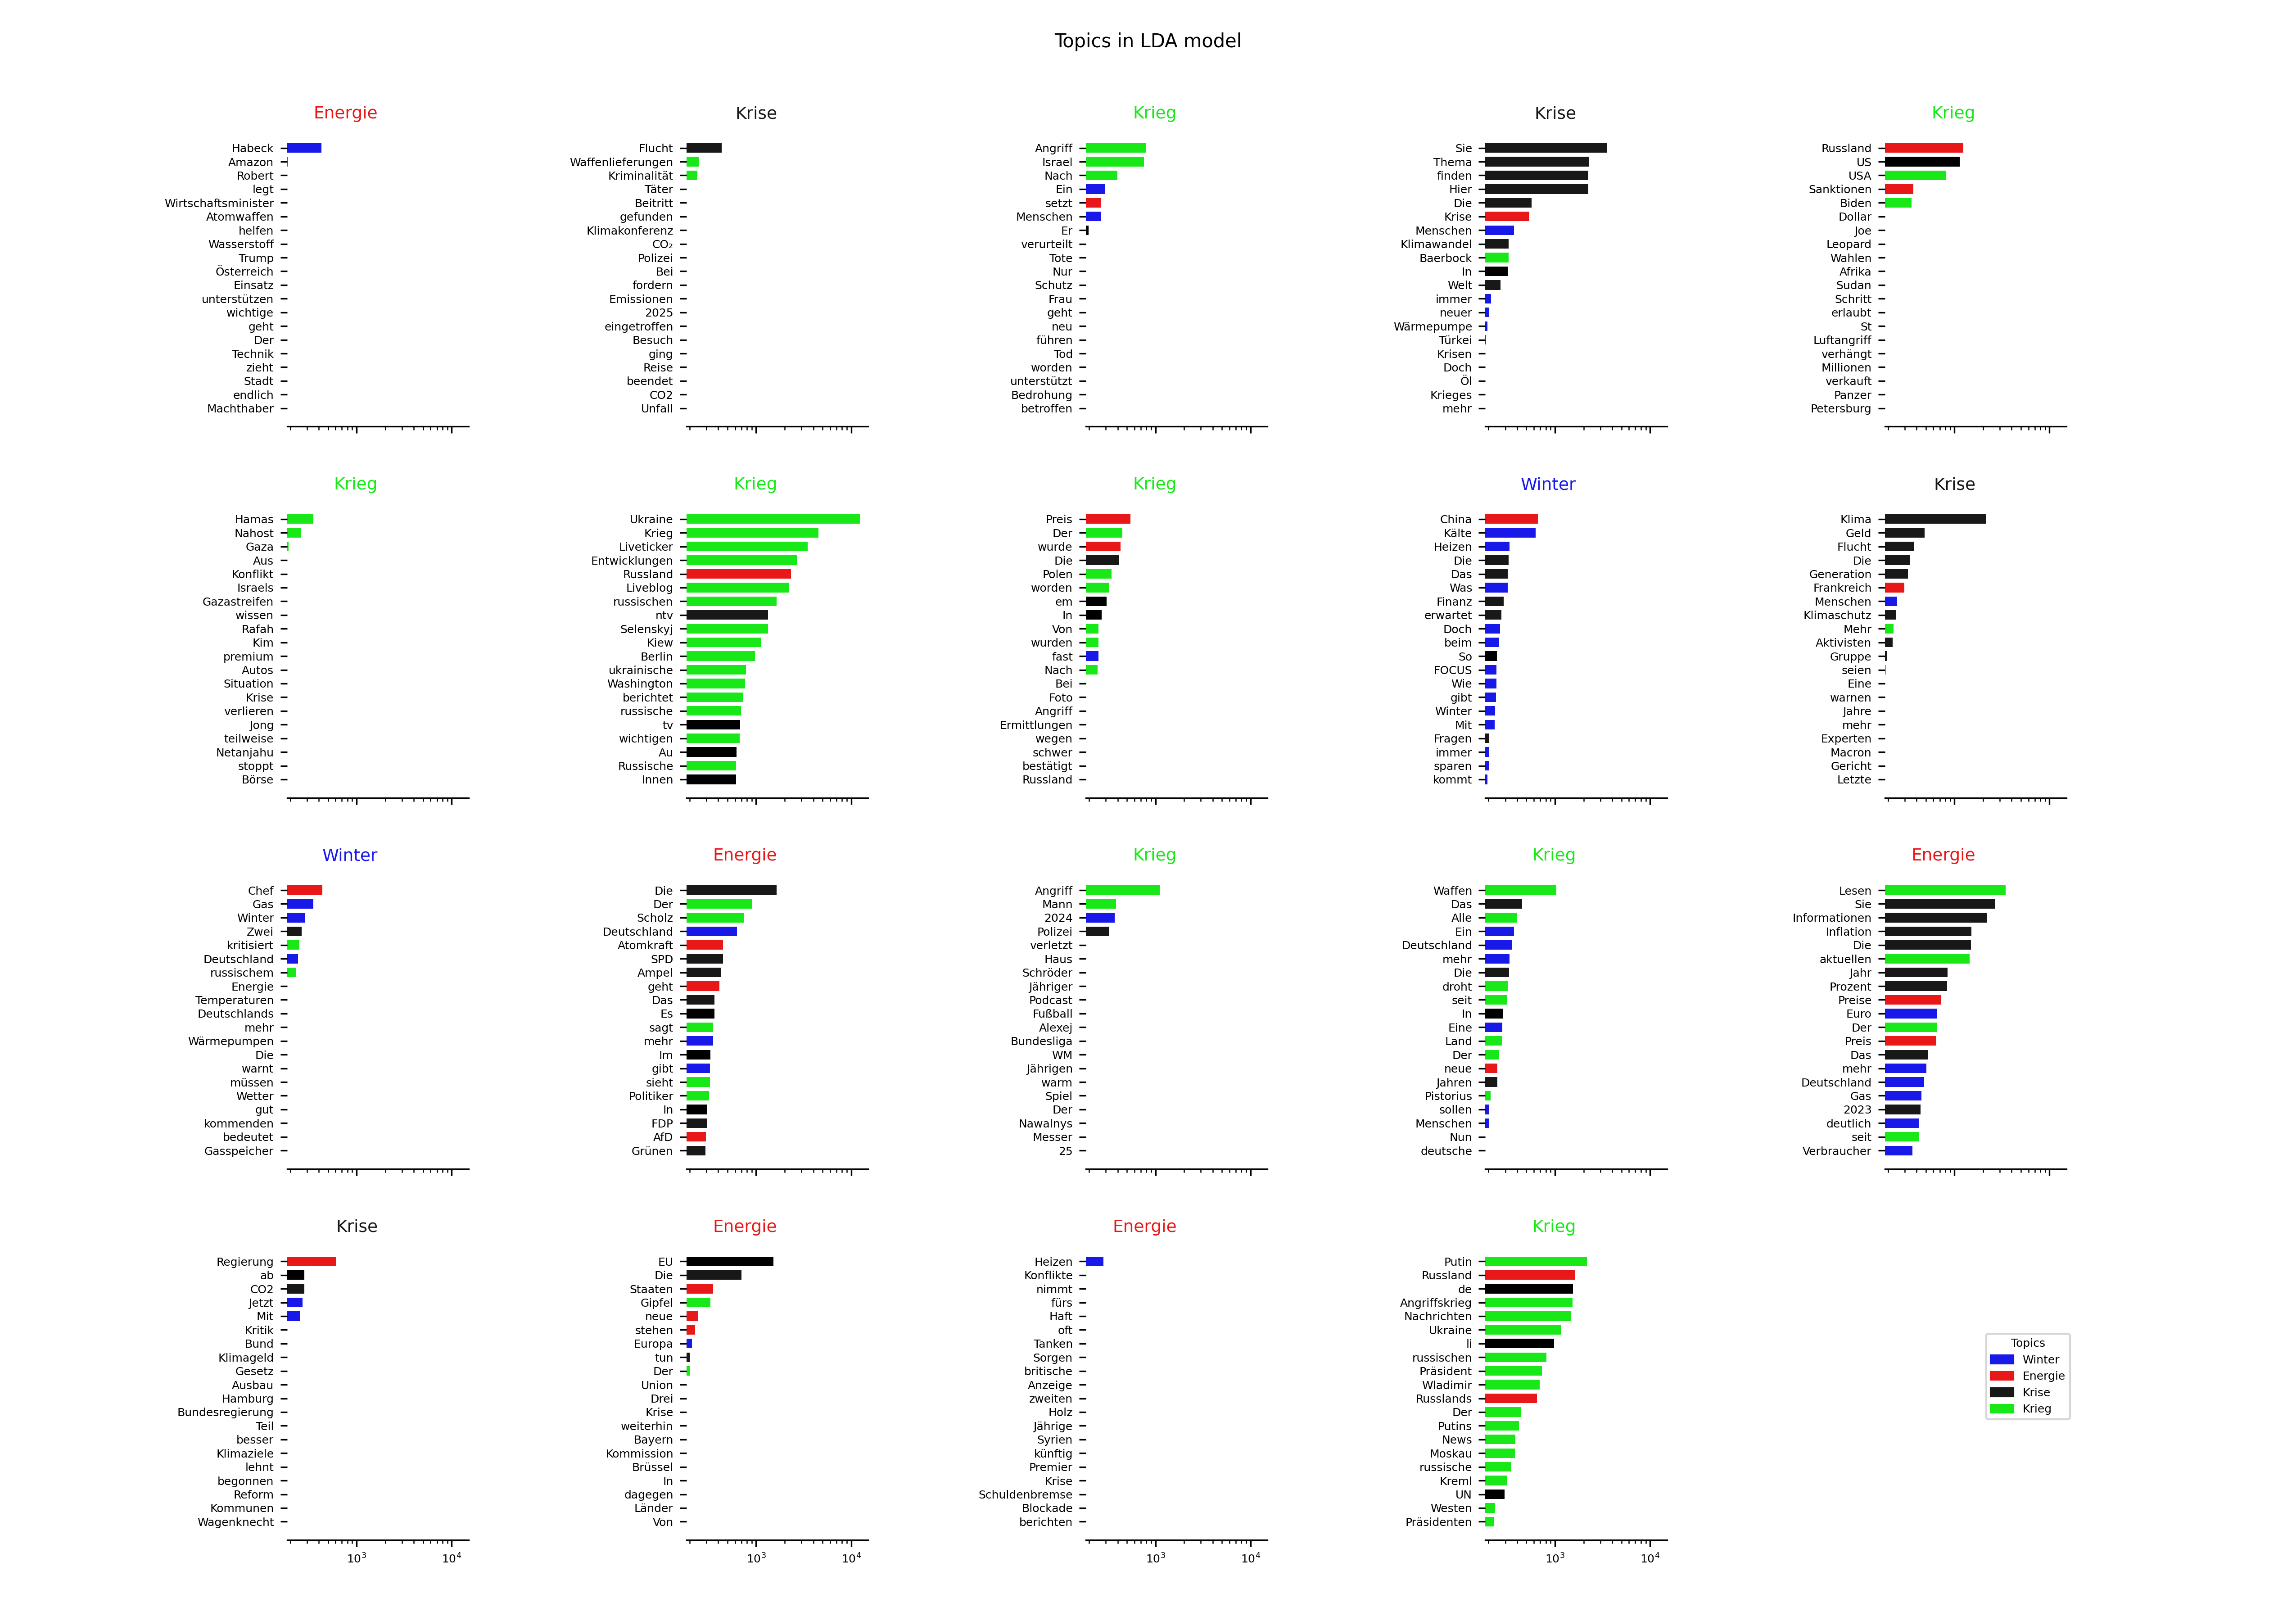 Topics in LDA model
Energie
Habeck
Amazon
Robert
legt
Wirtschaftsminister
Atomwaffen
helfen
Wasserstoff
Trump
Österreich
Einsatz
unterstützen
wichtige
geht
Der
Technik
zieht
Stadt
endlich
Machthaber
Krise
Flucht
Waffenlieferungen
Kriminalität
Täter
Beitritt
gefunden
Klimakonferenz
CO₂
Polizei
Bei
fordern
Emissionen
2025
eingetroffen
Besuch
ging
Reise
beendet
CO2
Unfall
Krieg
Angriff
Israel
Nach
Ein
setzt
Menschen
Er
verurteilt
Tote
Nur
Schutz
Frau
geht
neu
führen
Tod
worden
unterstützt
Bedrohung
betroffen
Krise
Sie
Thema
finden
Hier
Die
Krise
Menschen
Klimawandel
Baerbock
In
Welt
immer
neuer
Wärmepumpe
Türkei
Krisen
Doch
Öl
Krieges
mehr
Krieg
Russland
US
USA
Sanktionen
Biden
Dollar
Joe
Leopard
Wahlen
Afrika
Sudan
Schritt
erlaubt
St
Luftangriff
verhängt
Millionen
verkauft
Panzer
Petersburg
Krieg
Hamas
Nahost
Gaza
Aus
Konflikt
Israels
Gazastreifen
wissen
Rafah
Kim
premium
Autos
Situation
Krise
verlieren
Jong
teilweise
Netanjahu
stoppt
Börse
Krieg
Ukraine
Krieg
Liveticker
Entwicklungen
Russland
Liveblog
russischen
ntv
Selenskyj
Kiew
Berlin
ukrainische
Washington
berichtet
russische
tv
wichtigen
Au
Russische
Innen
Krieg
Preis
Der
wurde
Die
Polen
worden
em
In
Von
wurden
fast
Nach
Bei
Foto
Angriff
Ermittlungen
wegen
schwer
bestätigt
Russland
Winter
China
Kälte
Heizen
Die
Das
Was
Finanz
erwartet
Doch
beim
So
FOCUS
Wie
gibt
Winter
Mit
Fragen
immer
sparen
kommt
Krise
Klima
Geld
Flucht
Die
Generation
Frankreich
Menschen
Klimaschutz
Mehr
Aktivisten
Gruppe
seien
Eine
warnen
Jahre
mehr
Experten
Macron
Gericht
Letzte
Winter
Chef
Gas
Winter
Zwei
kritisiert
Deutschland
russischem
Energie
Temperaturen
Deutschlands
mehr
Wärmepumpen
Die
warnt
müssen
Wetter
gut
kommenden
bedeutet
Gasspeicher
Energie
Die
Der
Scholz
Deutschland
Atomkraft
SPD
Ampel
geht
Das
Es
sagt
mehr
Im
gibt
sieht
Politiker
In
FDP
AfD
Grünen
Krieg
Angriff
Mann
2024
Polizei
verletzt
Haus
Schröder
Jähriger
Podcast
Fußball
Alexej
Bundesliga
WM
Jährigen
warm
Spiel
Der
Nawalnys
Messer
25
Krieg
Waffen
Das
Alle
Ein
Deutschland
mehr
Die
droht
seit
In
Eine
Land
Der
neue
Jahren
Pistorius
sollen
Menschen
Nun
deutsche
Energie
Lesen
Sie
Informationen
Inflation
Die
aktuellen
Jahr
Prozent
Preise
Euro
Der
Preis
Das
mehr
Deutschland
Gas
2023
deutlich
seit
Verbraucher
Krise
Regierung
ab
CO2
Jetzt
Mit
Kritik
Bund
Klimageld
Gesetz
Ausbau
Hamburg
Bundesregierung
Teil
besser
Klimaziele
lehnt
begonnen
Reform
Kommunen
Wagenknecht
10³ 10⁴
Energie
EU
Die
Staaten
Gipfel
neue
stehen
Europa
tun
Der
Union
Drei
Krise
weiterhin
Bayern
Kommission
Brüssel
In
dagegen
Länder
Von
10³ 10⁴
Energie
Heizen
Konflikte
nimmt
fürs
Haft
oft
Tanken
Sorgen
britische
Anzeige
zweiten
Holz
Jährige
Syrien
künftig
Premier
Krise
Schuldenbremse
Blockade
berichten
10³ 10⁴
Krieg
Putin
Russland
de
Angriffskrieg
Nachrichten
Ukraine
li
russischen
Präsident
Wladimir
Russlands
Der
Putins
News
Moskau
russische
Kreml
UN
Westen
Präsidenten
10³ 10⁴
Topics
Winter
Energie
Krise
Krieg